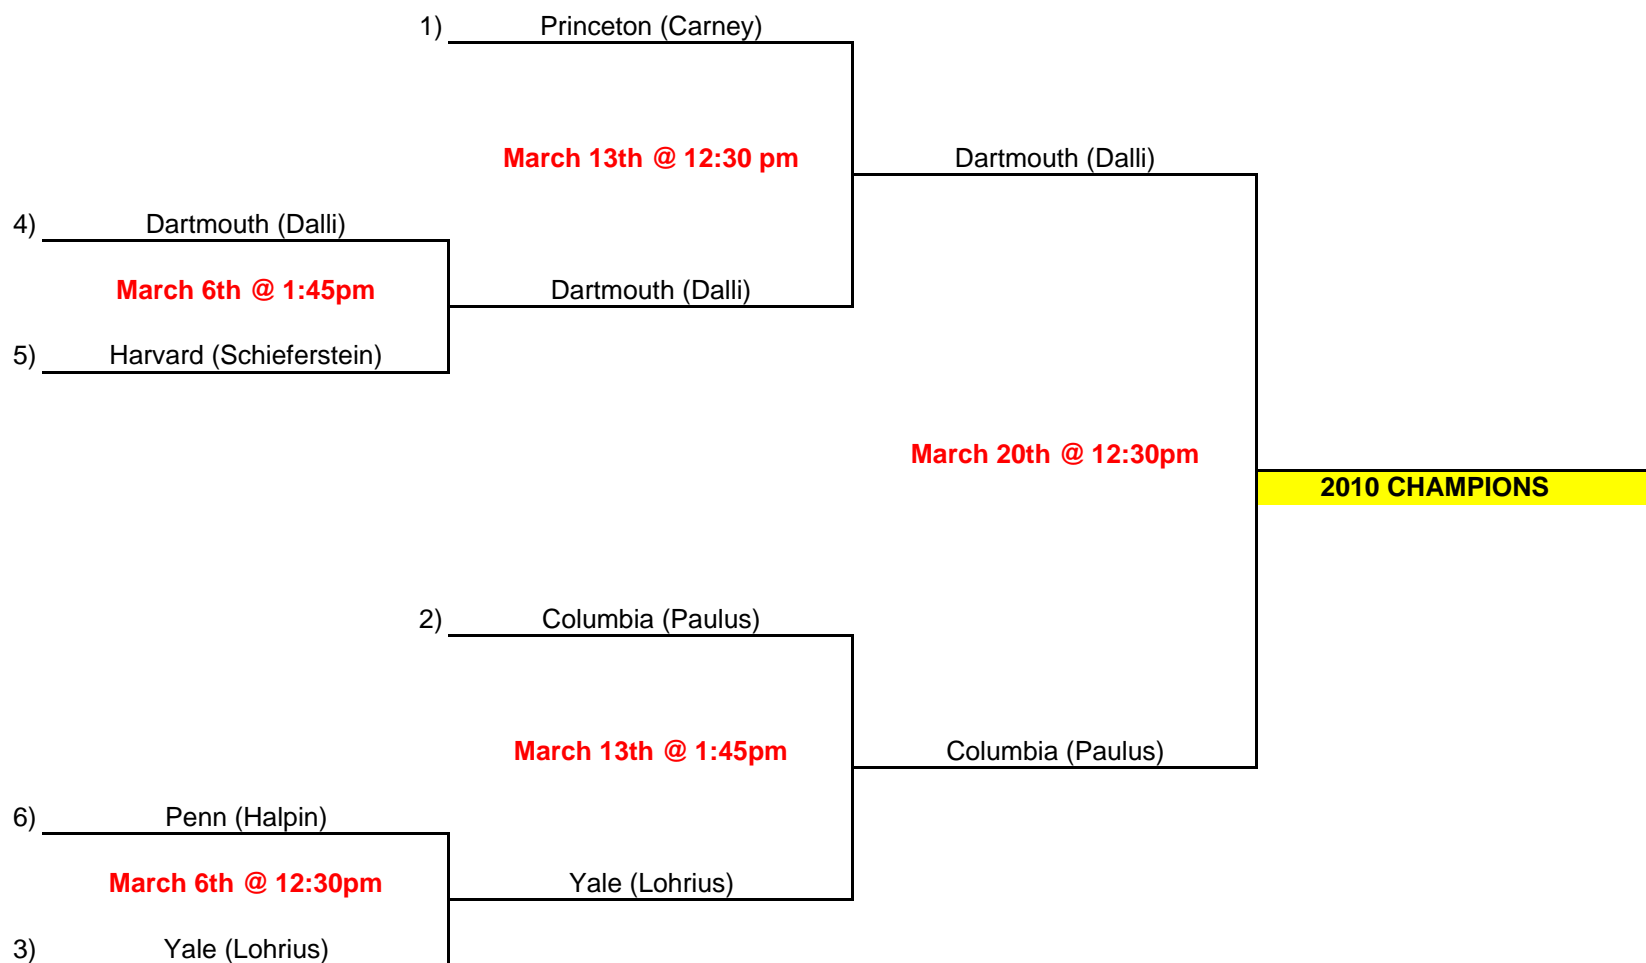 1) Princeton (Carney)
March 13th @ 12:30 pm
Dartmouth (Dalli)
4) Dartmouth (Dalli)
March 6th @ 1:45pm
Dartmouth (Dalli)
5) Harvard (Schieferstein)
March 20th @ 12:30pm
2010 CHAMPIONS
2) Columbia (Paulus)
March 13th @ 1:45pm
Columbia (Paulus)
6) Penn (Halpin)
March 6th @ 12:30pm
Yale (Lohrius)
3) Yale (Lohrius)